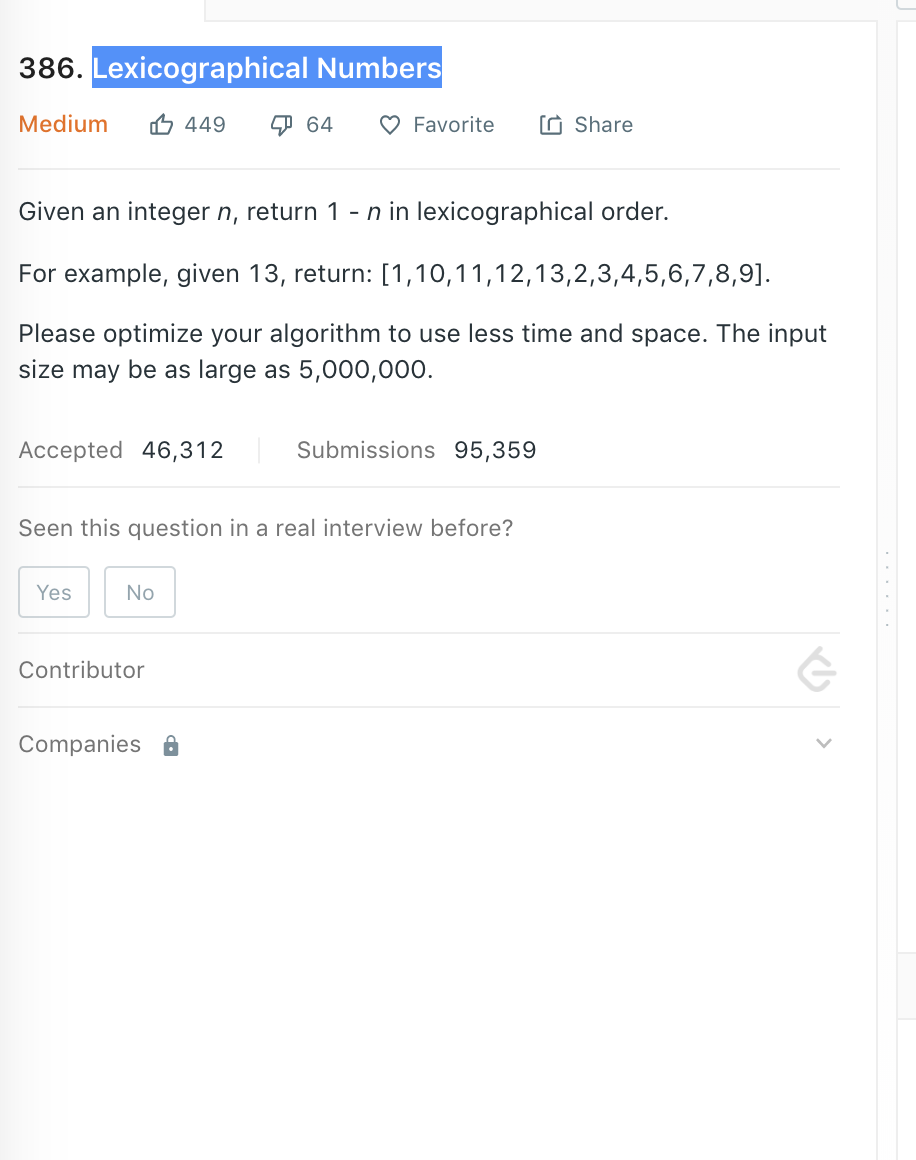 386. Lexicographical Numbers
Medium 449 64 Favorite Share
Given an integer n, return 1 - n in lexicographical order.
For example, given 13, return: [1,10,11,12,13,2,3,4,5,6,7,8,9].
Please optimize your algorithm to use less time and space. The input
size may be as large as 5,000,000.
Accepted 46,312 Submissions 95,359
Seen this question in a real interview before?
Yes No
Contributor
Companies